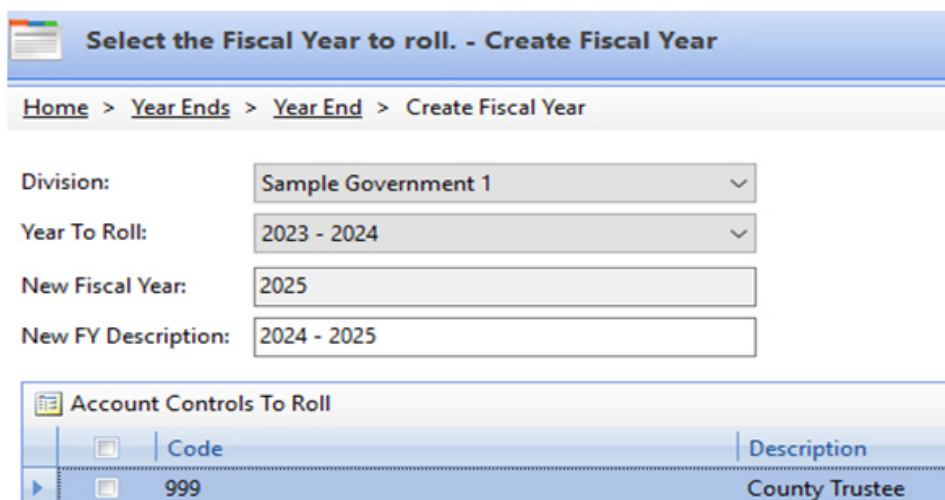 Select the Fiscal Year to roll. - Create Fiscal Year
Home > Year Ends > Year End > Create Fiscal Year
Division: Sample Government 1
Year To Roll: 2023 - 2024
New Fiscal Year: 2025
New FY Description: 2024 - 2025
Account Controls To Roll
Code Description
999 County Trustee